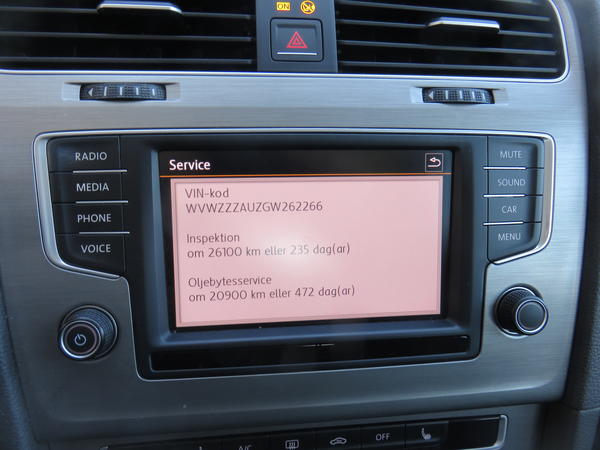 ON
Service
VIN-kod
WVWZZZAUZGW262266
Inspektion
om 26100 km eller 235 dag(ar)
Oljebytesservice
om 20900 km eller 472 dag(ar)
RADIO
MEDIA
PHONE
VOICE
MUTE
SOUND
CAR
MENU
A/C
OFF